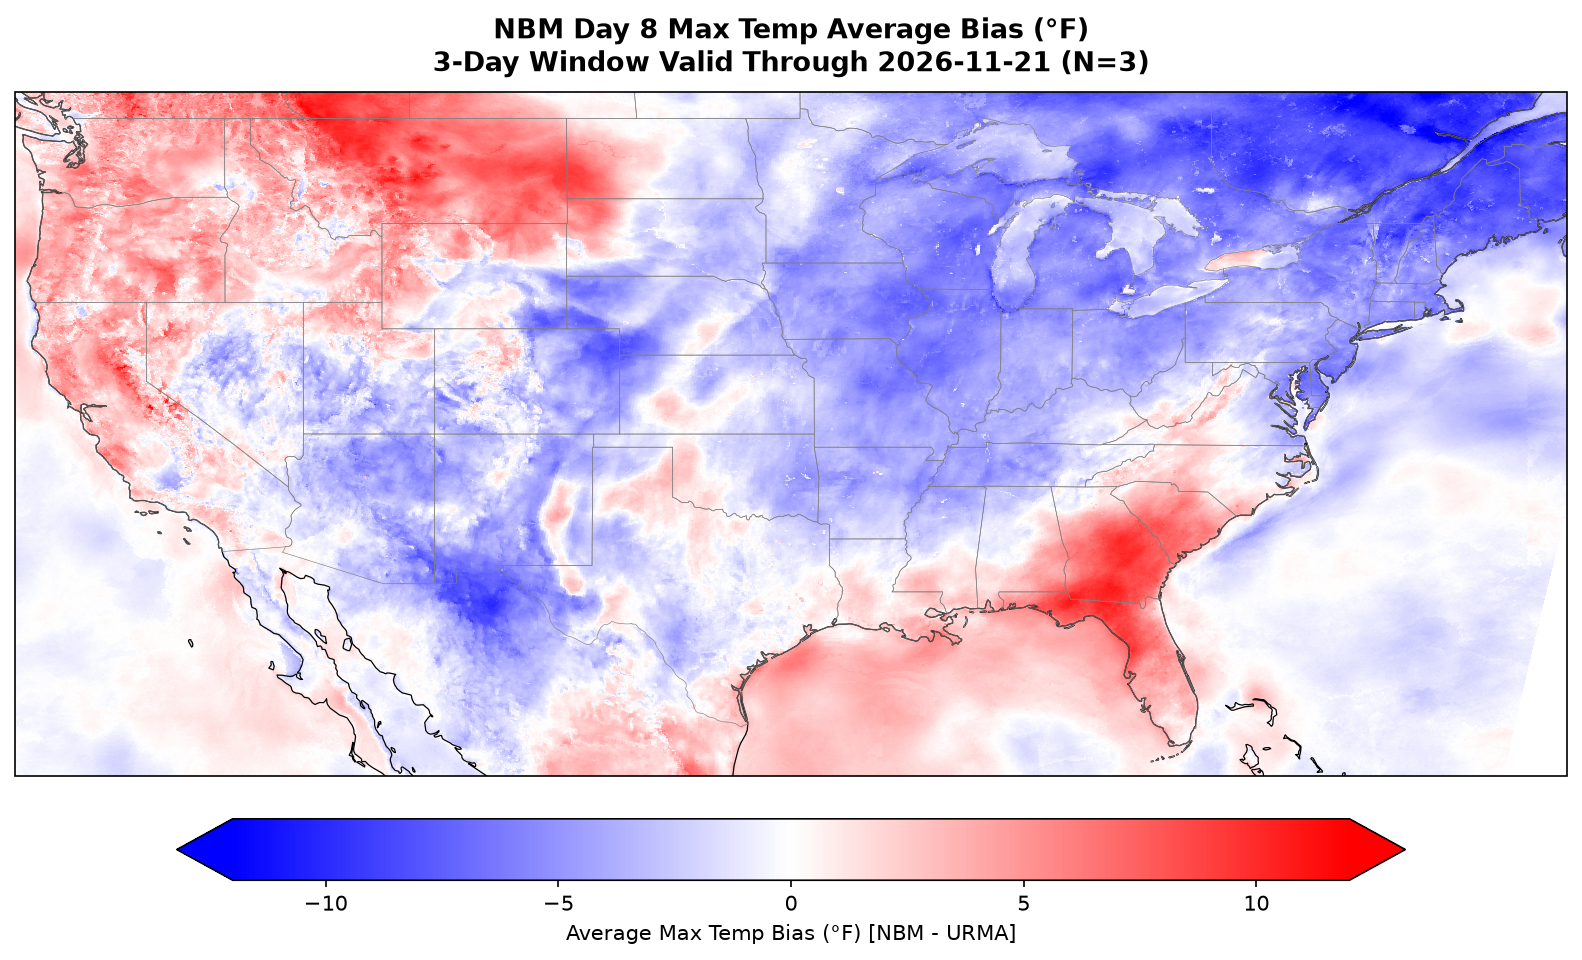 NBM Day 8 Max Temp Average Bias (°F)
3-Day Window Valid Through 2026-11-21 (N=3)
−10 −5 0 5 10
Average Max Temp Bias (°F) [NBM - URMA]